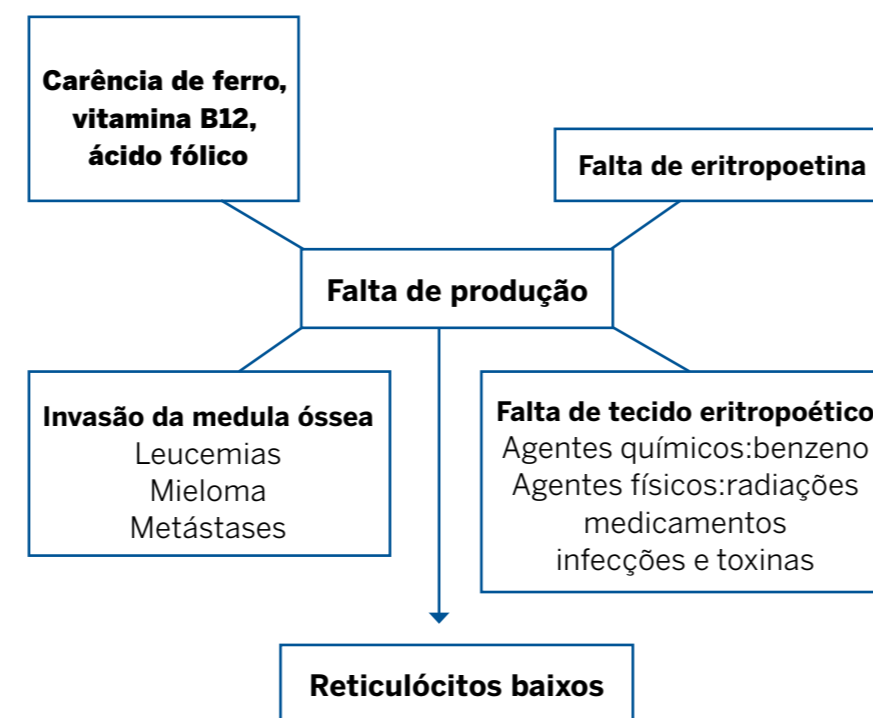 Carência de ferro,
vitamina B12,
ácido fólico
Falta de eritropoetina
Falta de produção
Invasão da medula óssea
Leucemias
Mieloma
Metástases
Falta de tecido eritropoético
Agentes químicos:benzeno
Agentes físicos:radiações
medicamentos
infecções e toxinas
Reticulócitos baixos